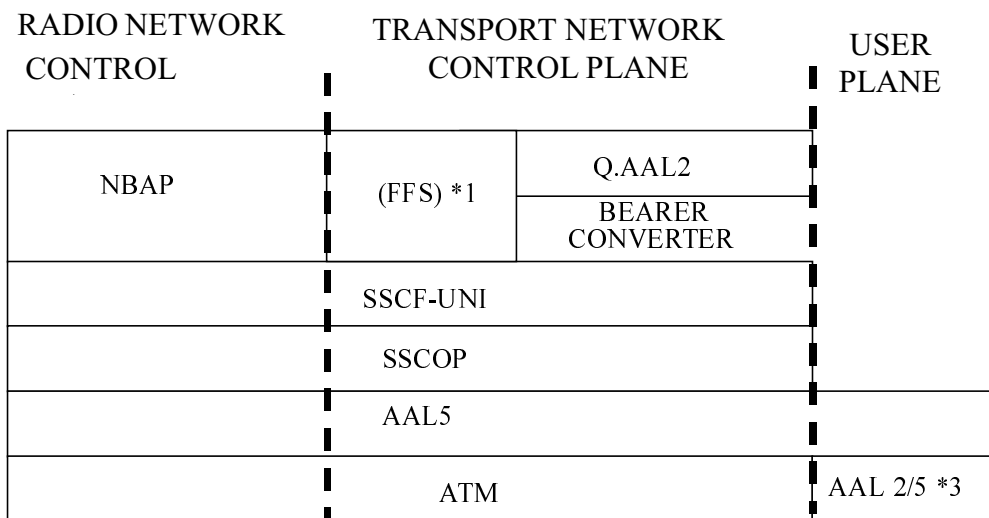 RADIO NETWORK
CONTROL
TRANSPORT NETWORK
CONTROL PLANE
USER
PLANE
NBAP
(FFS) *1
Q.AAL2
BEARER
CONVERTER
SSCF-UNI
SSCOP
AAL5
ATM
AAL 2/5 *3